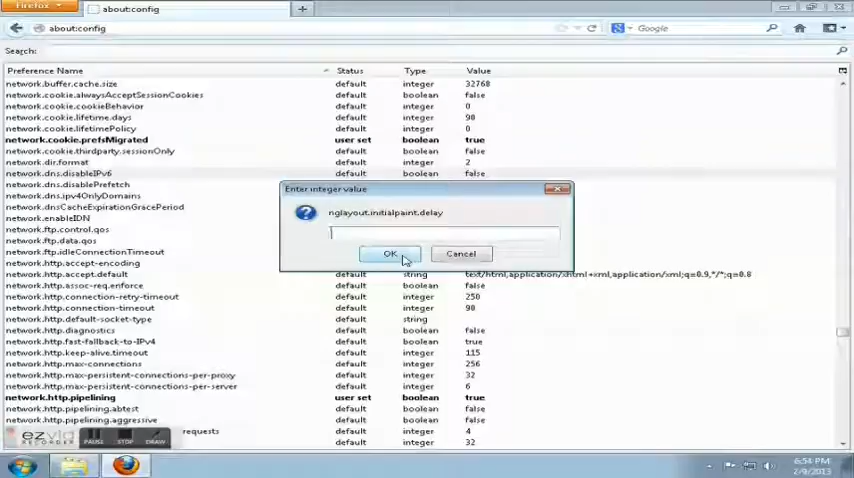 Firefox
about:config
+
about:config
Google
Search:
Preference Name Status Type Value
network.buffer.cache.size default integer 32768
network.cookie.alwaysAcceptSessionCookies default boolean false
network.cookie.cookieBehavior default integer 0
network.cookie.lifetime.days default integer 90
network.cookie.lifetimePolicy default integer 0
network.cookie.prefsMigrated user set boolean true
network.cookie.thirdparty.sessionOnly default boolean false
network.dir.format default integer 2
network.dns.disableIPv6 default boolean false
network.dns.disablePrefetch
network.dns.ipv4OnlyDomains
network.dnsCacheExpirationGracePeriod
network.enableIDN
network.ftp.control.qos
network.ftp.data.qos
network.ftp.idleConnectionTimeout
network.http.accept-encoding
network.http.accept.default string text/html,application/xhtml+xml,application/xml;q=0.9,*/*;q=0.8
network.http.assoc-req.enforce default boolean false
network.http.connection-retry-timeout default integer 250
network.http.connection-timeout default integer 90
network.http.default-socket-type default string
network.http.diagnostics default boolean false
network.http.fast-fallback-to-IPv4 default boolean true
network.http.keep-alive.timeout default integer 115
network.http.max-connections default integer 256
network.http.max-persistent-connections-per-proxy default integer 32
network.http.max-persistent-connections-per-server default integer 6
network.http.pipelining user set boolean true
network.http.pipelining.abtest default boolean false
network.http.pipelining.aggressive default boolean false
requests default integer 4
default integer 32
Enter integer value
nglayout.initialpaint.delay
OK Cancel
ezvid
RECORDER
PAUSE STOP DRAW
6:54 PM
2/9/2013